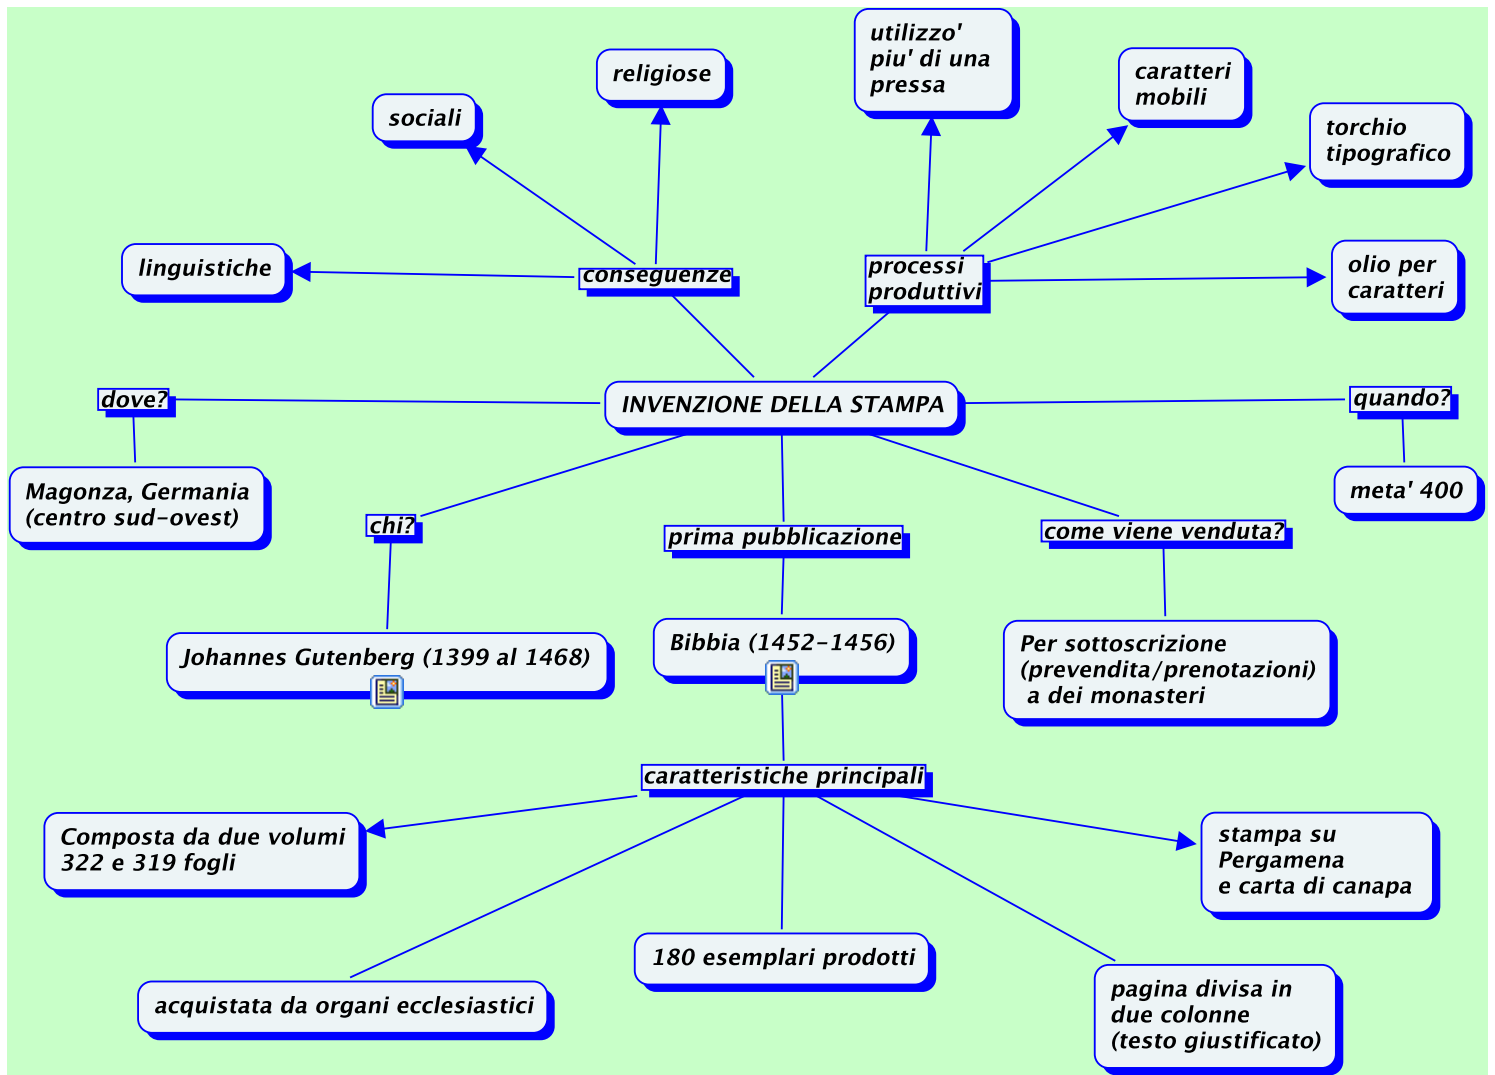 utilizzo'
piu' di una
pressa
religiose
caratteri
mobili
sociali
torchio
tipografico
linguistiche
conseguenze
processi
produttivi
olio per
caratteri
dove?
INVENZIONE DELLA STAMPA
quando?
Magonza, Germania
(centro sud-ovest)
meta' 400
chi?
prima pubblicazione
come viene venduta?
Johannes Gutenberg (1399 al 1468)
Bibbia (1452-1456)
Per sottoscrizione
(prevendita/prenotazioni)
a dei monasteri
caratteristiche principali
Composta da due volumi
322 e 319 fogli
stampa su
Pergamena
e carta di canapa
180 esemplari prodotti
acquistata da organi ecclesiastici
pagina divisa in
due colonne
(testo giustificato)